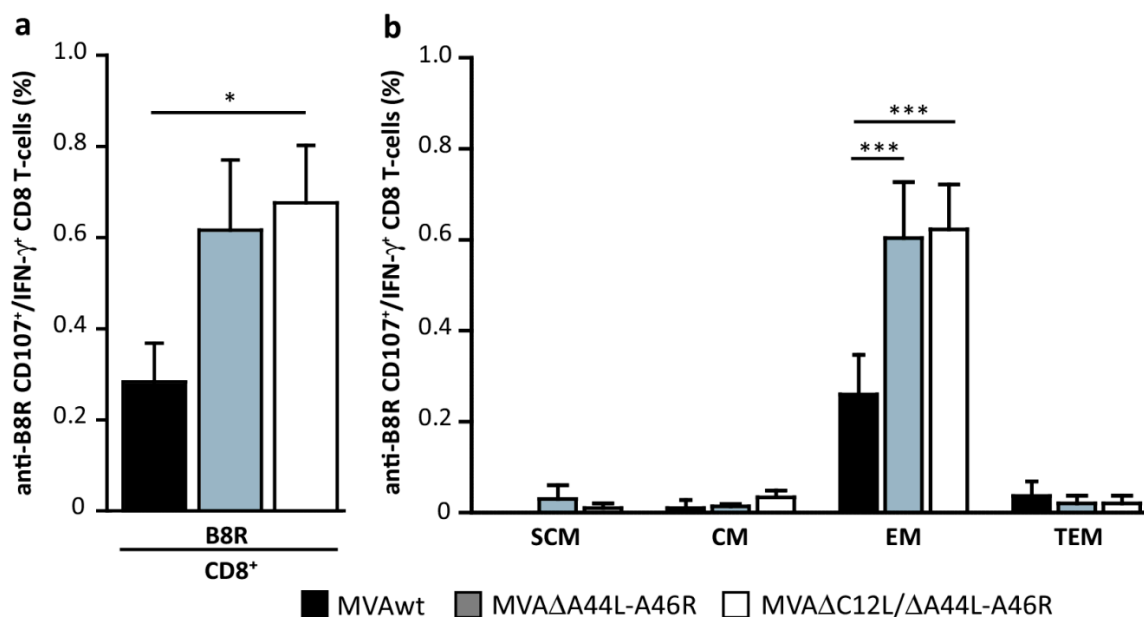 a
anti-B8R CD107⁺/IFN-γ⁺ CD8 T-cells (%)
1.0
0.8
0.6
0.4
0.2
0
*
B8R
CD8⁺
b
anti-B8R CD107⁺/IFN-γ⁺ CD8 T-cells (%)
1.0
0.8
0.6
0.4
0.2
0
***
***
SCM CM EM TEM
MVAwt MVAΔA44L-A46R MVAΔC12L/ΔA44L-A46R